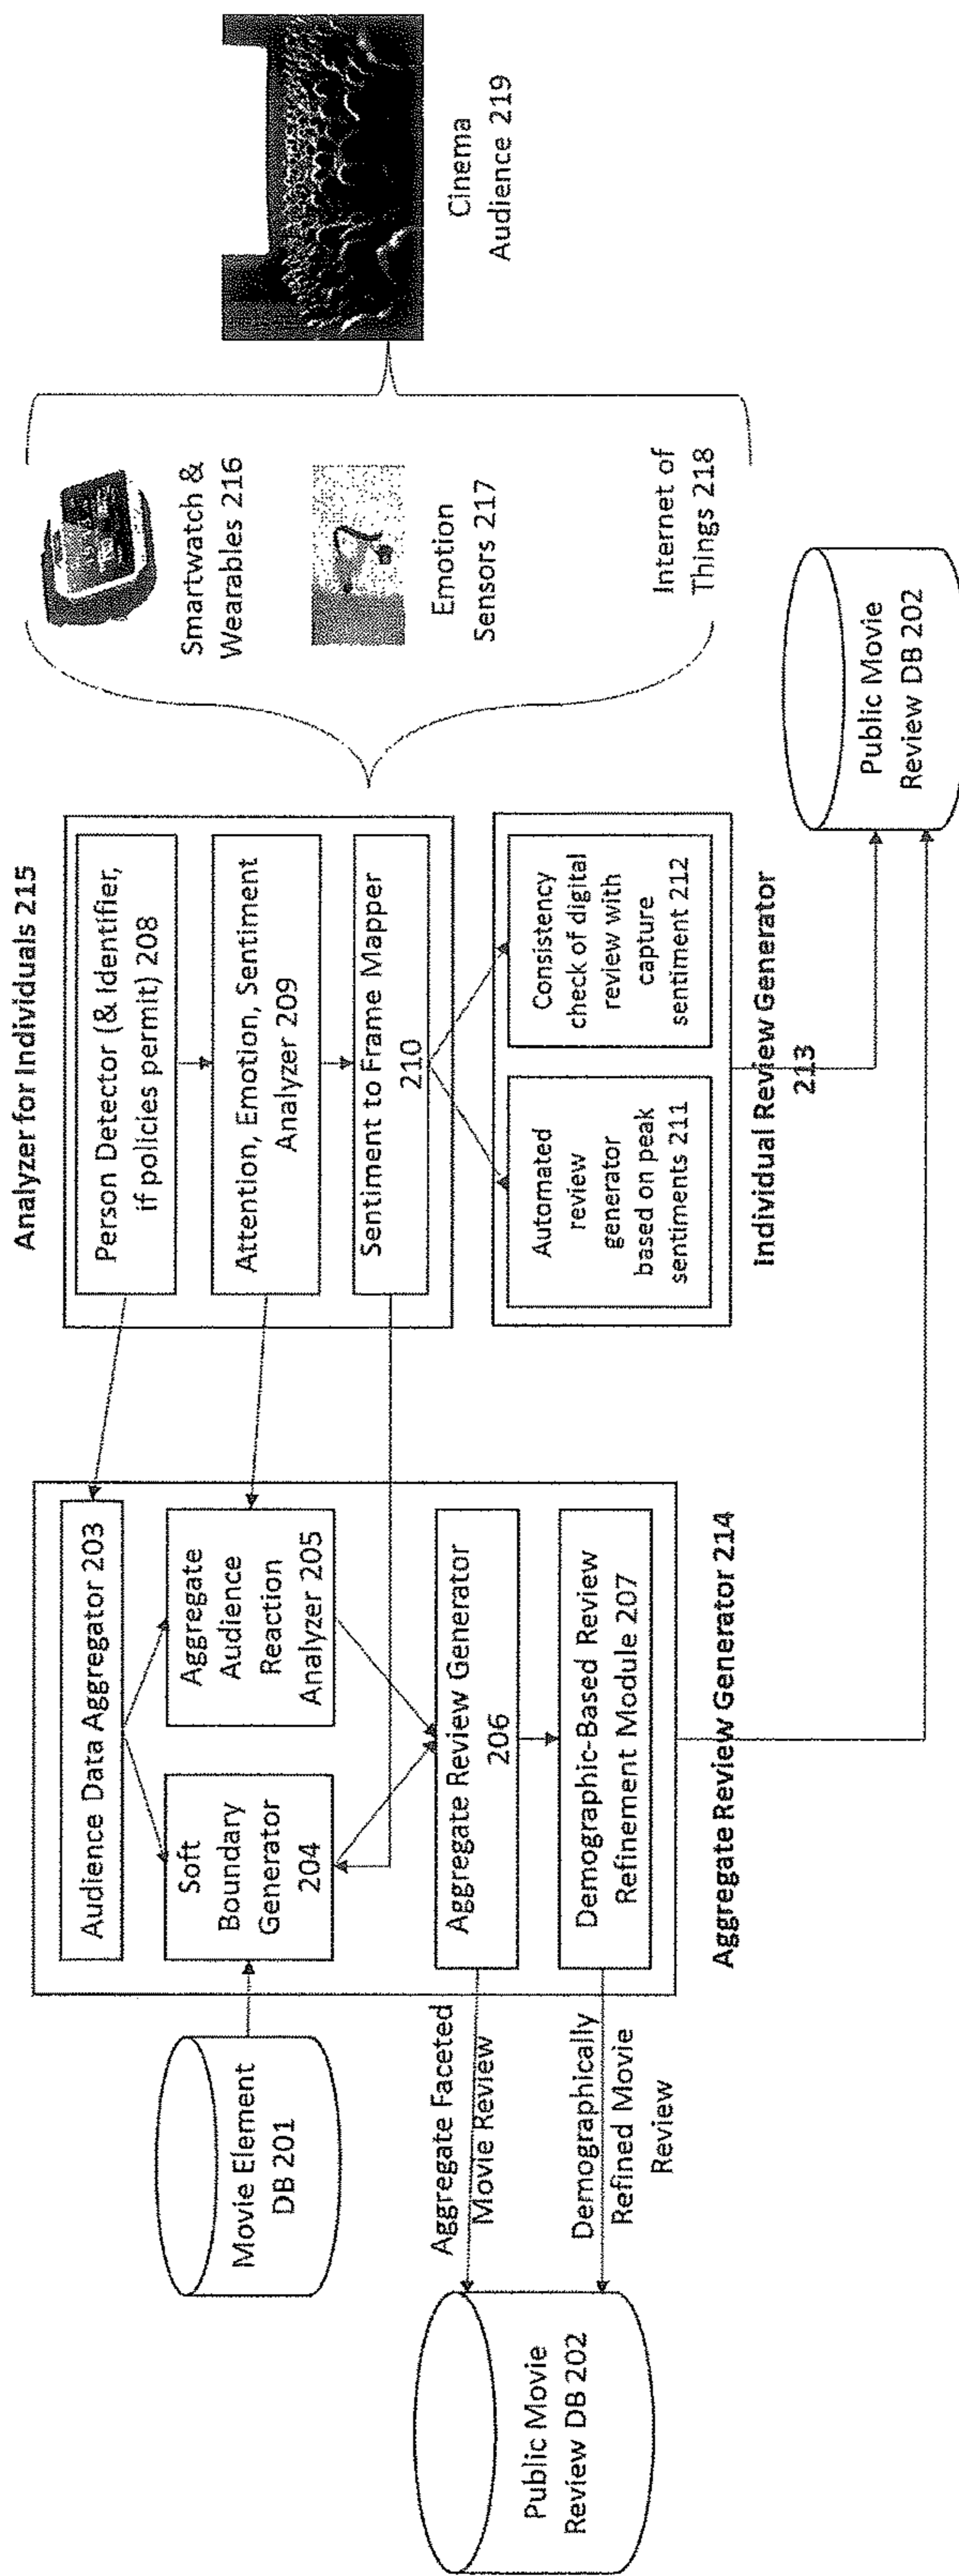 Movie Element
DB 201
Public Movie
Review DB 202
Aggregate Faceted
Movie Review
Demographically
Refined Movie
Review
Audience Data Aggregator 203
Soft
Boundary
Generator
204
Aggregate
Audience
Reaction
Analyzer 205
Aggregate Review Generator
206
Demographic-Based Review
Refinement Module 207
Aggregate Review Generator 214
Analyzer for Individuals 215
Person Detector (& Identifier,
if policies permit) 208
Attention, Emotion, Sentiment
Analyzer 209
Sentiment to Frame Mapper
210
Automated
review
generator
based on peak
sentiments 211
Consistency
check of digital
review with
capture
sentiment 212
Individual Review Generator
213
Smartwatch &
Wearables 216
Emotion
Sensors 217
Internet of
Things 218
Public Movie
Review DB 202
Cinema
Audience 219